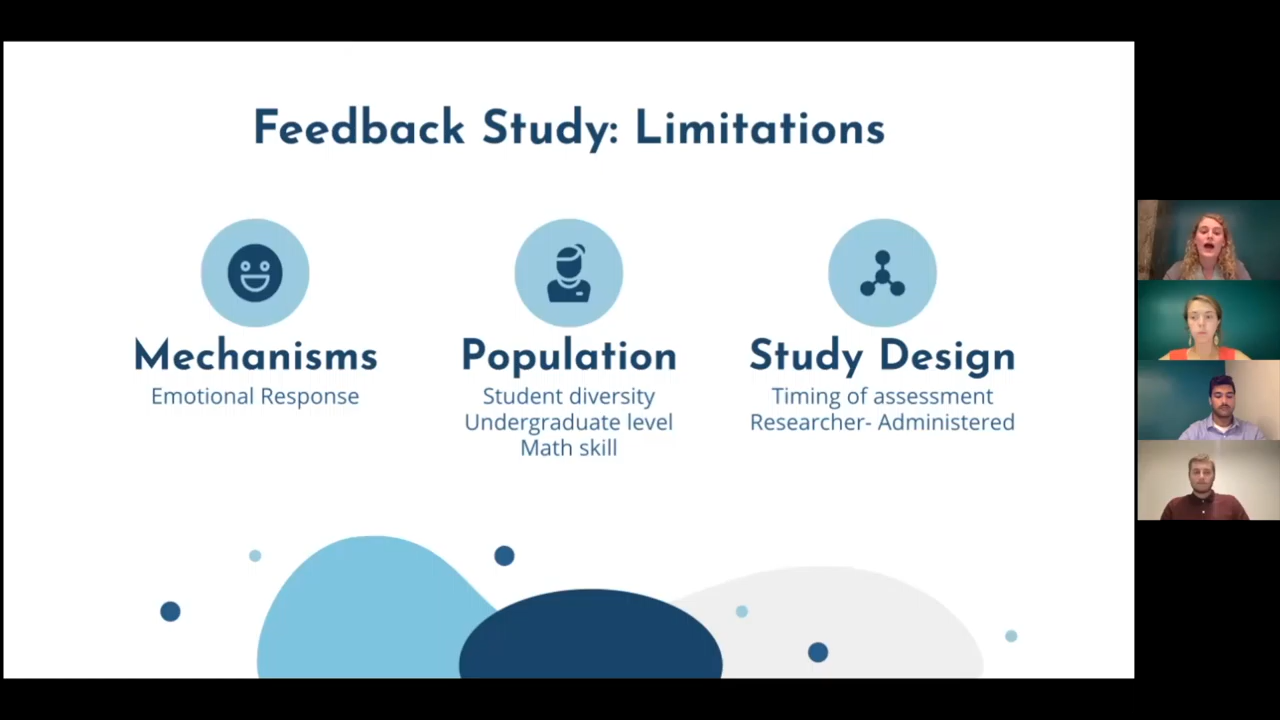 Feedback Study: Limitations
Mechanisms
Emotional Response
Population
Student diversity
Undergraduate level
Math skill
Study Design
Timing of assessment
Researcher- Administered